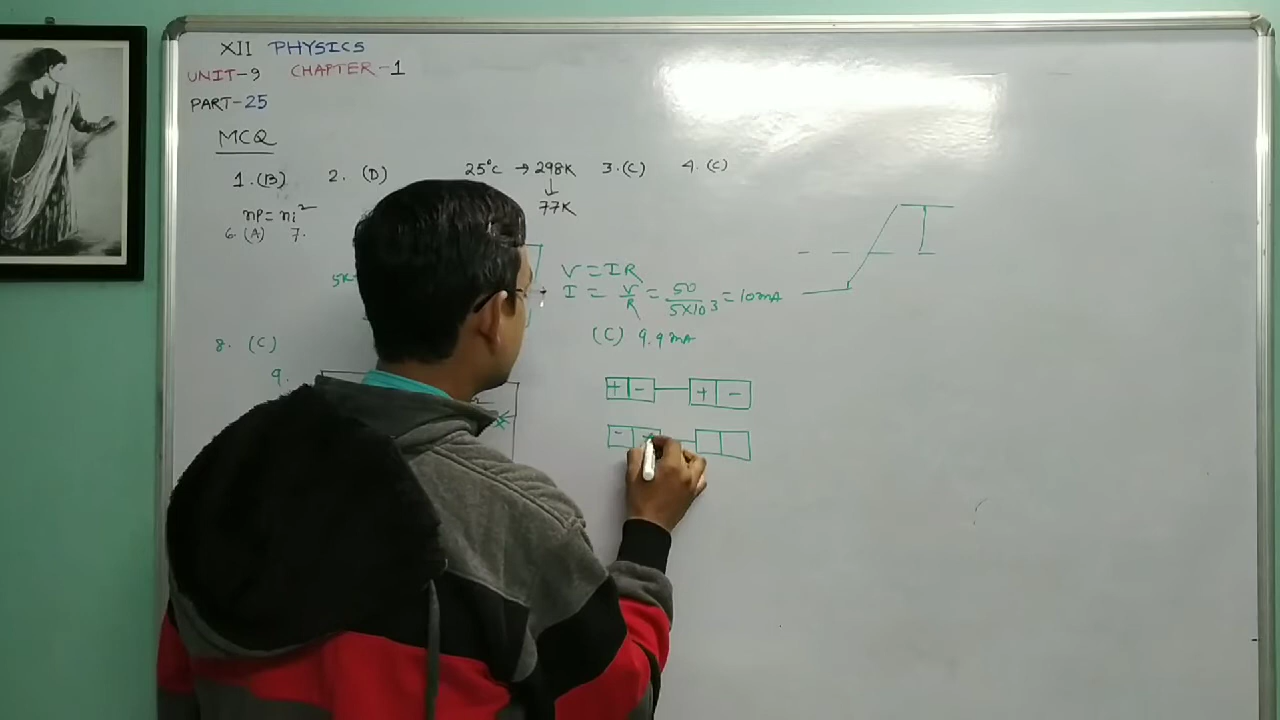 XII PHYSICS
UNIT-9 CHAPTER-1
PART-25
MCQ
1.(B) 2. (D) 25°C → 298K 3.(C) 4.(C)
↓
77K
np = ni²
6.(A) 7.
5K
V = IR
I = V/R = 50/5×10³ = 10mA
(C) 9.9mA
8. (C)
9.
+ - + -
-